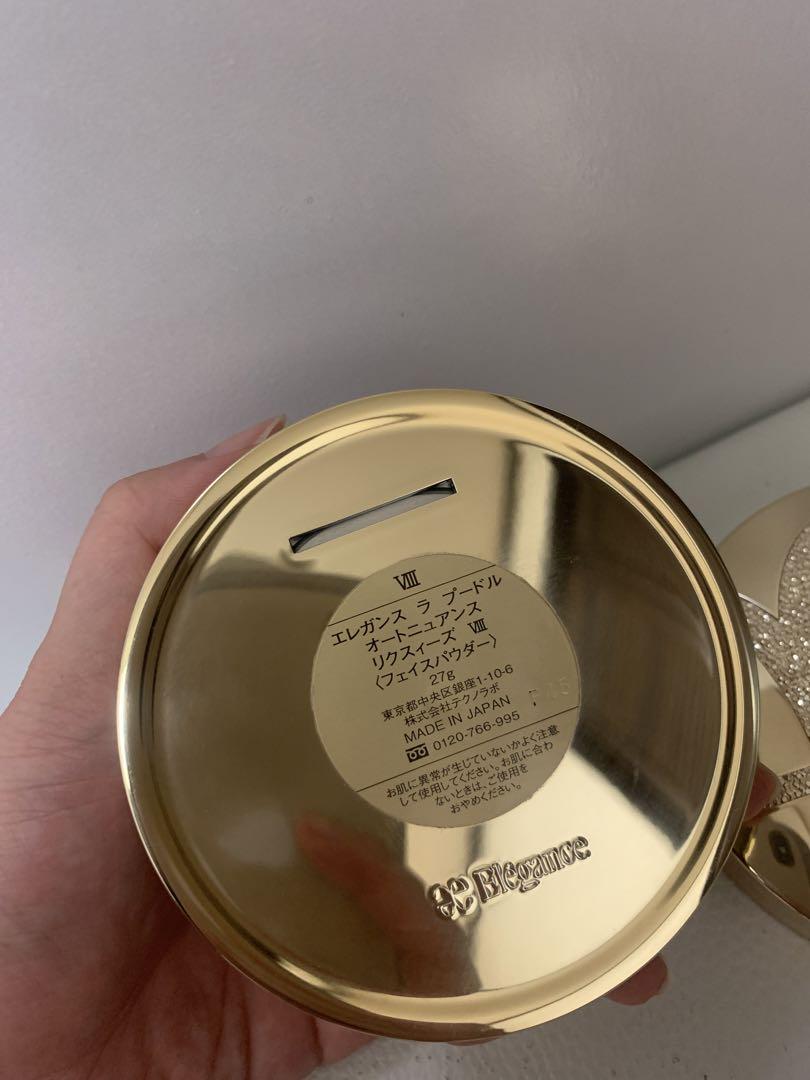 VIII
エレガンス ラ プードル
オートニュアンス
リクスィーズ VIII
〈フェイスパウダー〉
27g
東京都中央区銀座1-10-6
株式会社テクノラボ
MADE IN JAPAN
0120-766-995
お肌に異常が生じていないかよく注意
して使用してください。お肌に合わ
ないときは、ご使用を
おやめください。
Elégance